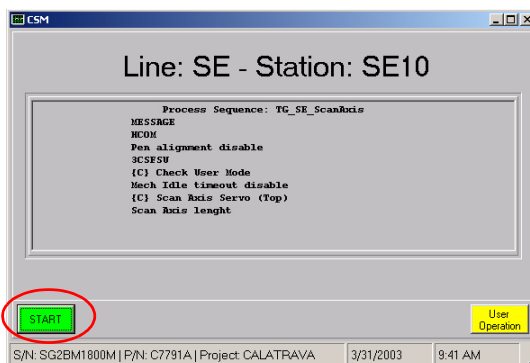 CSM
Line: SE - Station: SE10
Process Sequence: TG_SE_ScanAxis
MESSAGE
NCOM
Pen alignment disable
3CSFSU
{C} Check User Mode
Mech Idle timeout disable
{C} Scan Axis Servo (Top)
Scan Axis lenght
START
User
Operation
S/N: SG2BM1800M | P/N: C7791A | Project: CALATRAVA
3/31/2003
9:41 AM